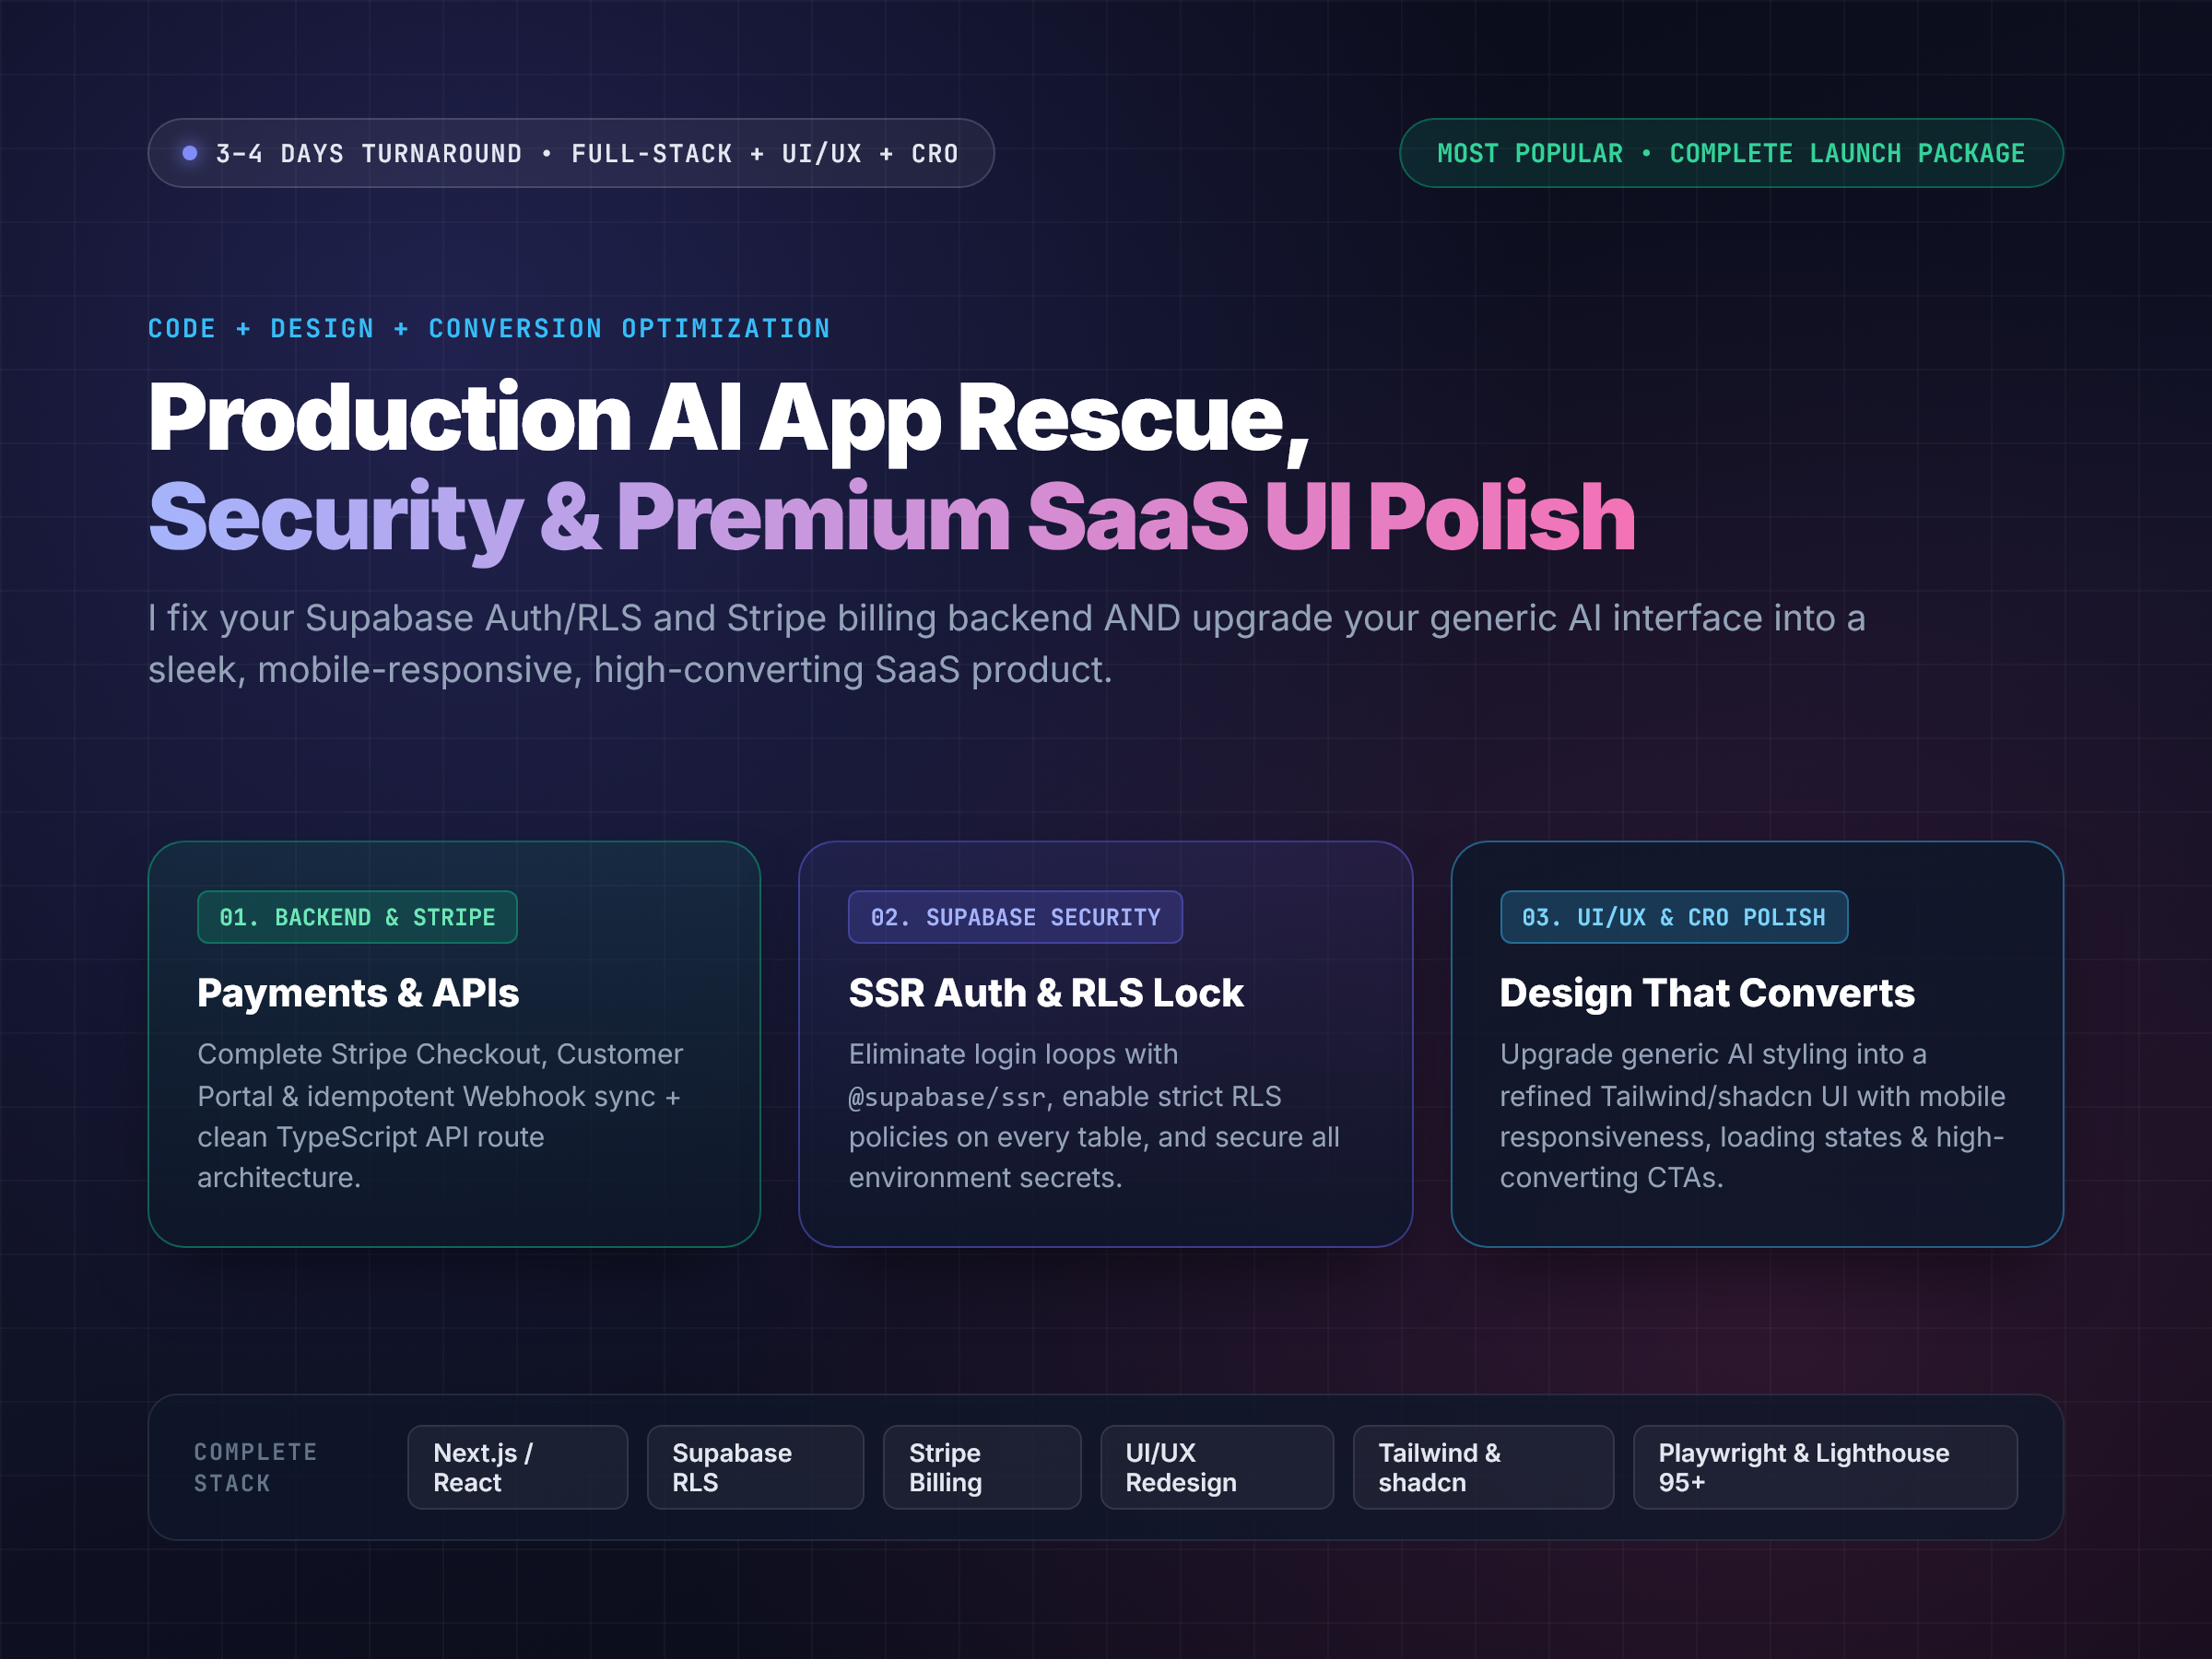 3–4 DAYS TURNAROUND • FULL-STACK + UI/UX + CRO
MOST POPULAR • COMPLETE LAUNCH PACKAGE
CODE + DESIGN + CONVERSION OPTIMIZATION
Production AI App Rescue,
Security & Premium SaaS UI Polish
I fix your Supabase Auth/RLS and Stripe billing backend AND upgrade your generic AI interface into a
sleek, mobile-responsive, high-converting SaaS product.
01. BACKEND & STRIPE
Payments & APIs
Complete Stripe Checkout, Customer
Portal & idempotent Webhook sync +
clean TypeScript API route
architecture.
02. SUPABASE SECURITY
SSR Auth & RLS Lock
Eliminate login loops with
@supabase/ssr, enable strict RLS
policies on every table, and secure all
environment secrets.
03. UI/UX & CRO POLISH
Design That Converts
Upgrade generic AI styling into a
refined Tailwind/shadcn UI with mobile
responsiveness, loading states & high-
converting CTAs.
COMPLETE
STACK
Next.js /
React
Supabase
RLS
Stripe
Billing
UI/UX
Redesign
Tailwind &
shadcn
Playwright & Lighthouse
95+